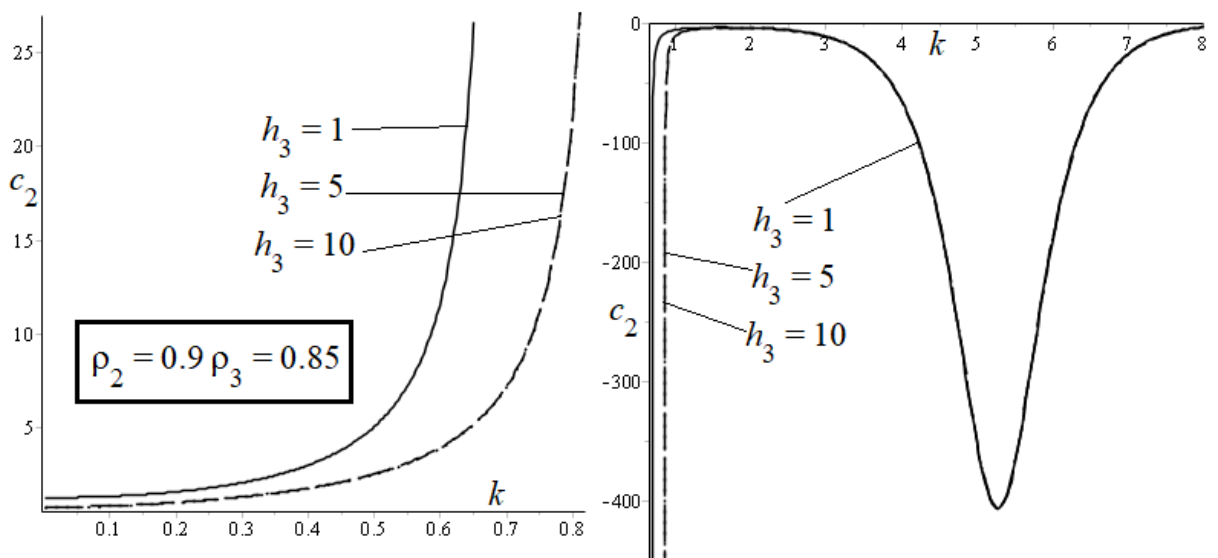 25
20
15
10
5
c₂
h₃ = 1
h₃ = 5
h₃ = 10
ρ₂ = 0.9 ρ₃ = 0.85
k
0.1 0.2 0.3 0.4 0.5 0.6 0.7 0.8
0
-100
-200
-300
-400
c₂
1 2 3 4 5 6 7 8
k
h₃ = 1
h₃ = 5
h₃ = 10